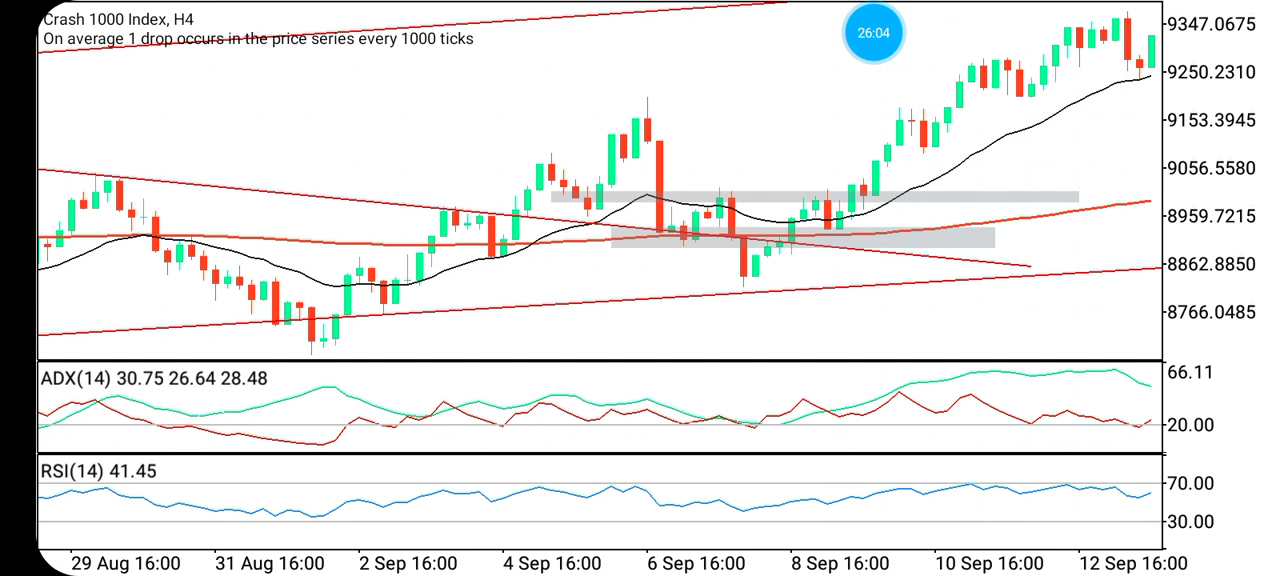 Crash 1000 Index, H4
On average 1 drop occurs in the price series every 1000 ticks
26:04
9347.0675
9250.2310
9153.3945
9056.5580
8959.7215
8862.8850
8766.0485
ADX(14) 30.75 26.64 28.48
66.11
20.00
RSI(14) 41.45
70.00
30.00
29 Aug 16:00 31 Aug 16:00 2 Sep 16:00 4 Sep 16:00 6 Sep 16:00 8 Sep 16:00 10 Sep 16:00 12 Sep 16:00